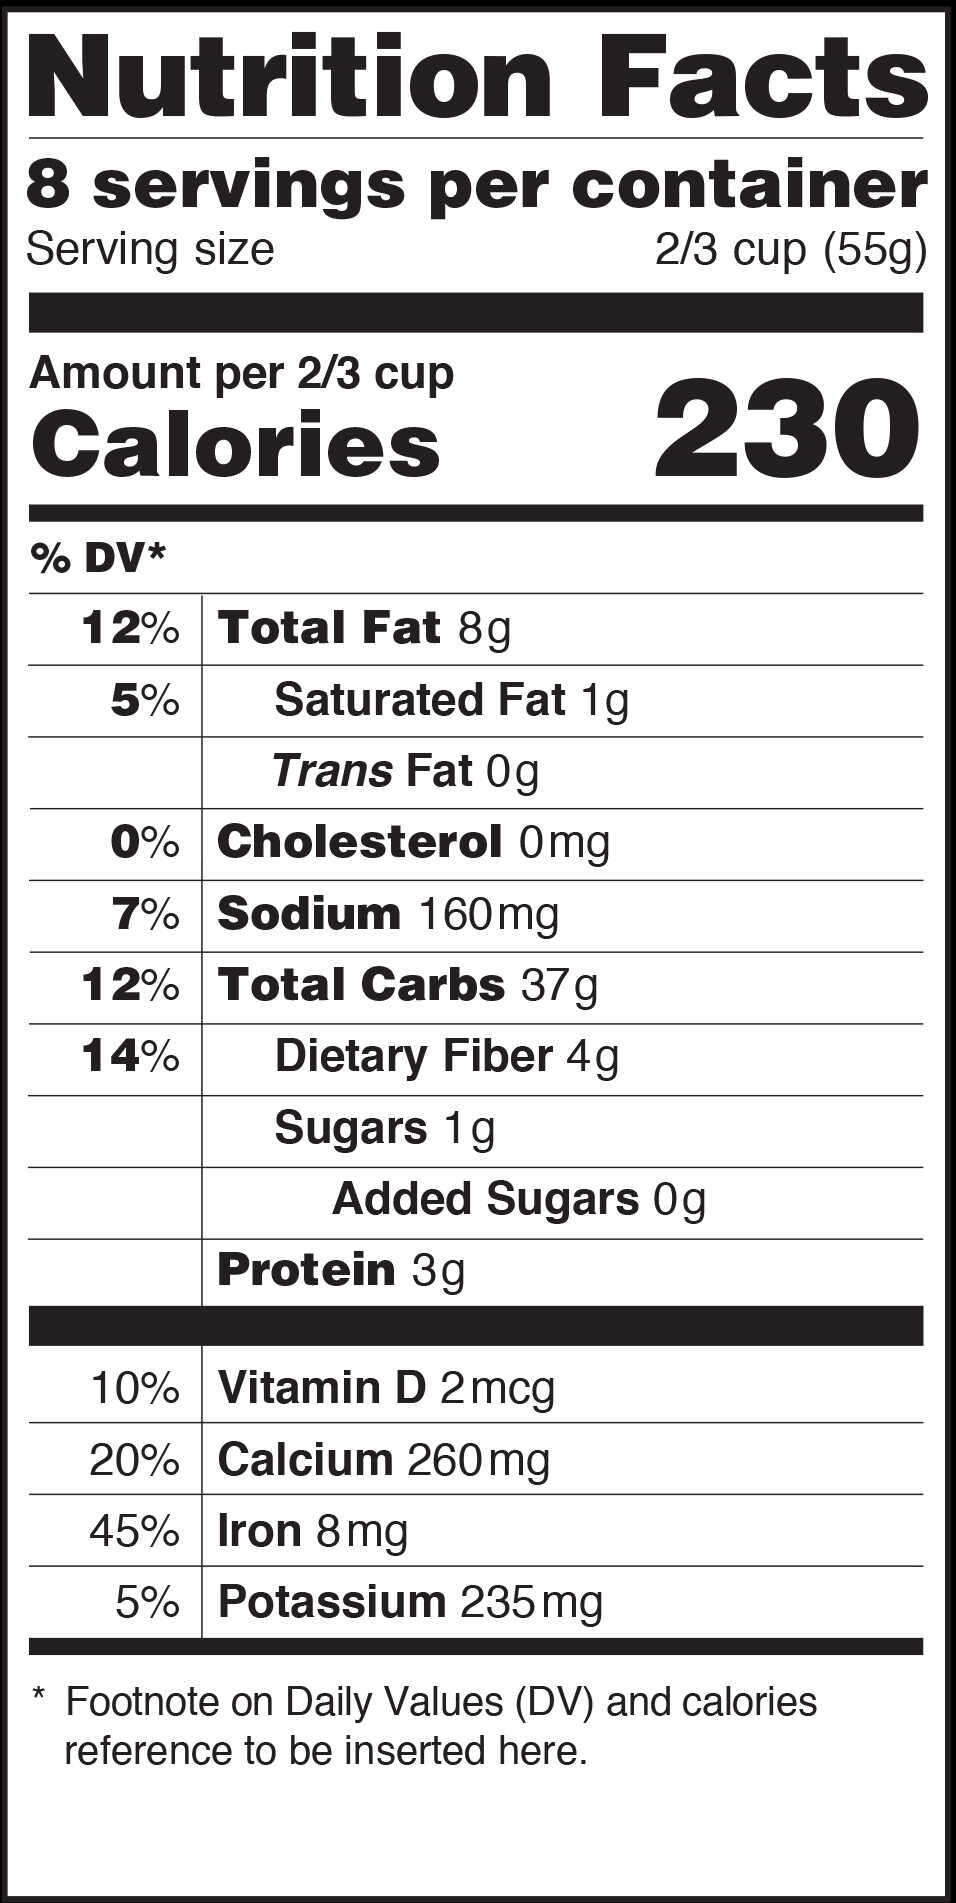 Nutrition Facts
8 servings per container
Serving size 2/3 cup (55g)
Amount per 2/3 cup
Calories 230
% DV*
12% Total Fat 8g
5% Saturated Fat 1g
Trans Fat 0g
0% Cholesterol 0mg
7% Sodium 160mg
12% Total Carbs 37g
14% Dietary Fiber 4g
Sugars 1g
Added Sugars 0g
Protein 3g
10% Vitamin D 2mcg
20% Calcium 260mg
45% Iron 8mg
5% Potassium 235mg
* Footnote on Daily Values (DV) and calories
reference to be inserted here.